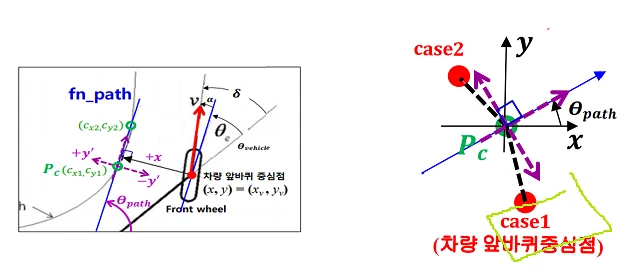 fn_path
v
α
δ
(c_x2,c_y2)
θ_e
θ_vehicle
+y'
+x
P_C(c_x1,c_y1)
-y'
차량 앞바퀴 중심점
(x, y) = (x_v, y_v)
θ_path
Front wheel
h
case2
y
θ_path
P_c
x
case1
(차량 앞바퀴중심점)